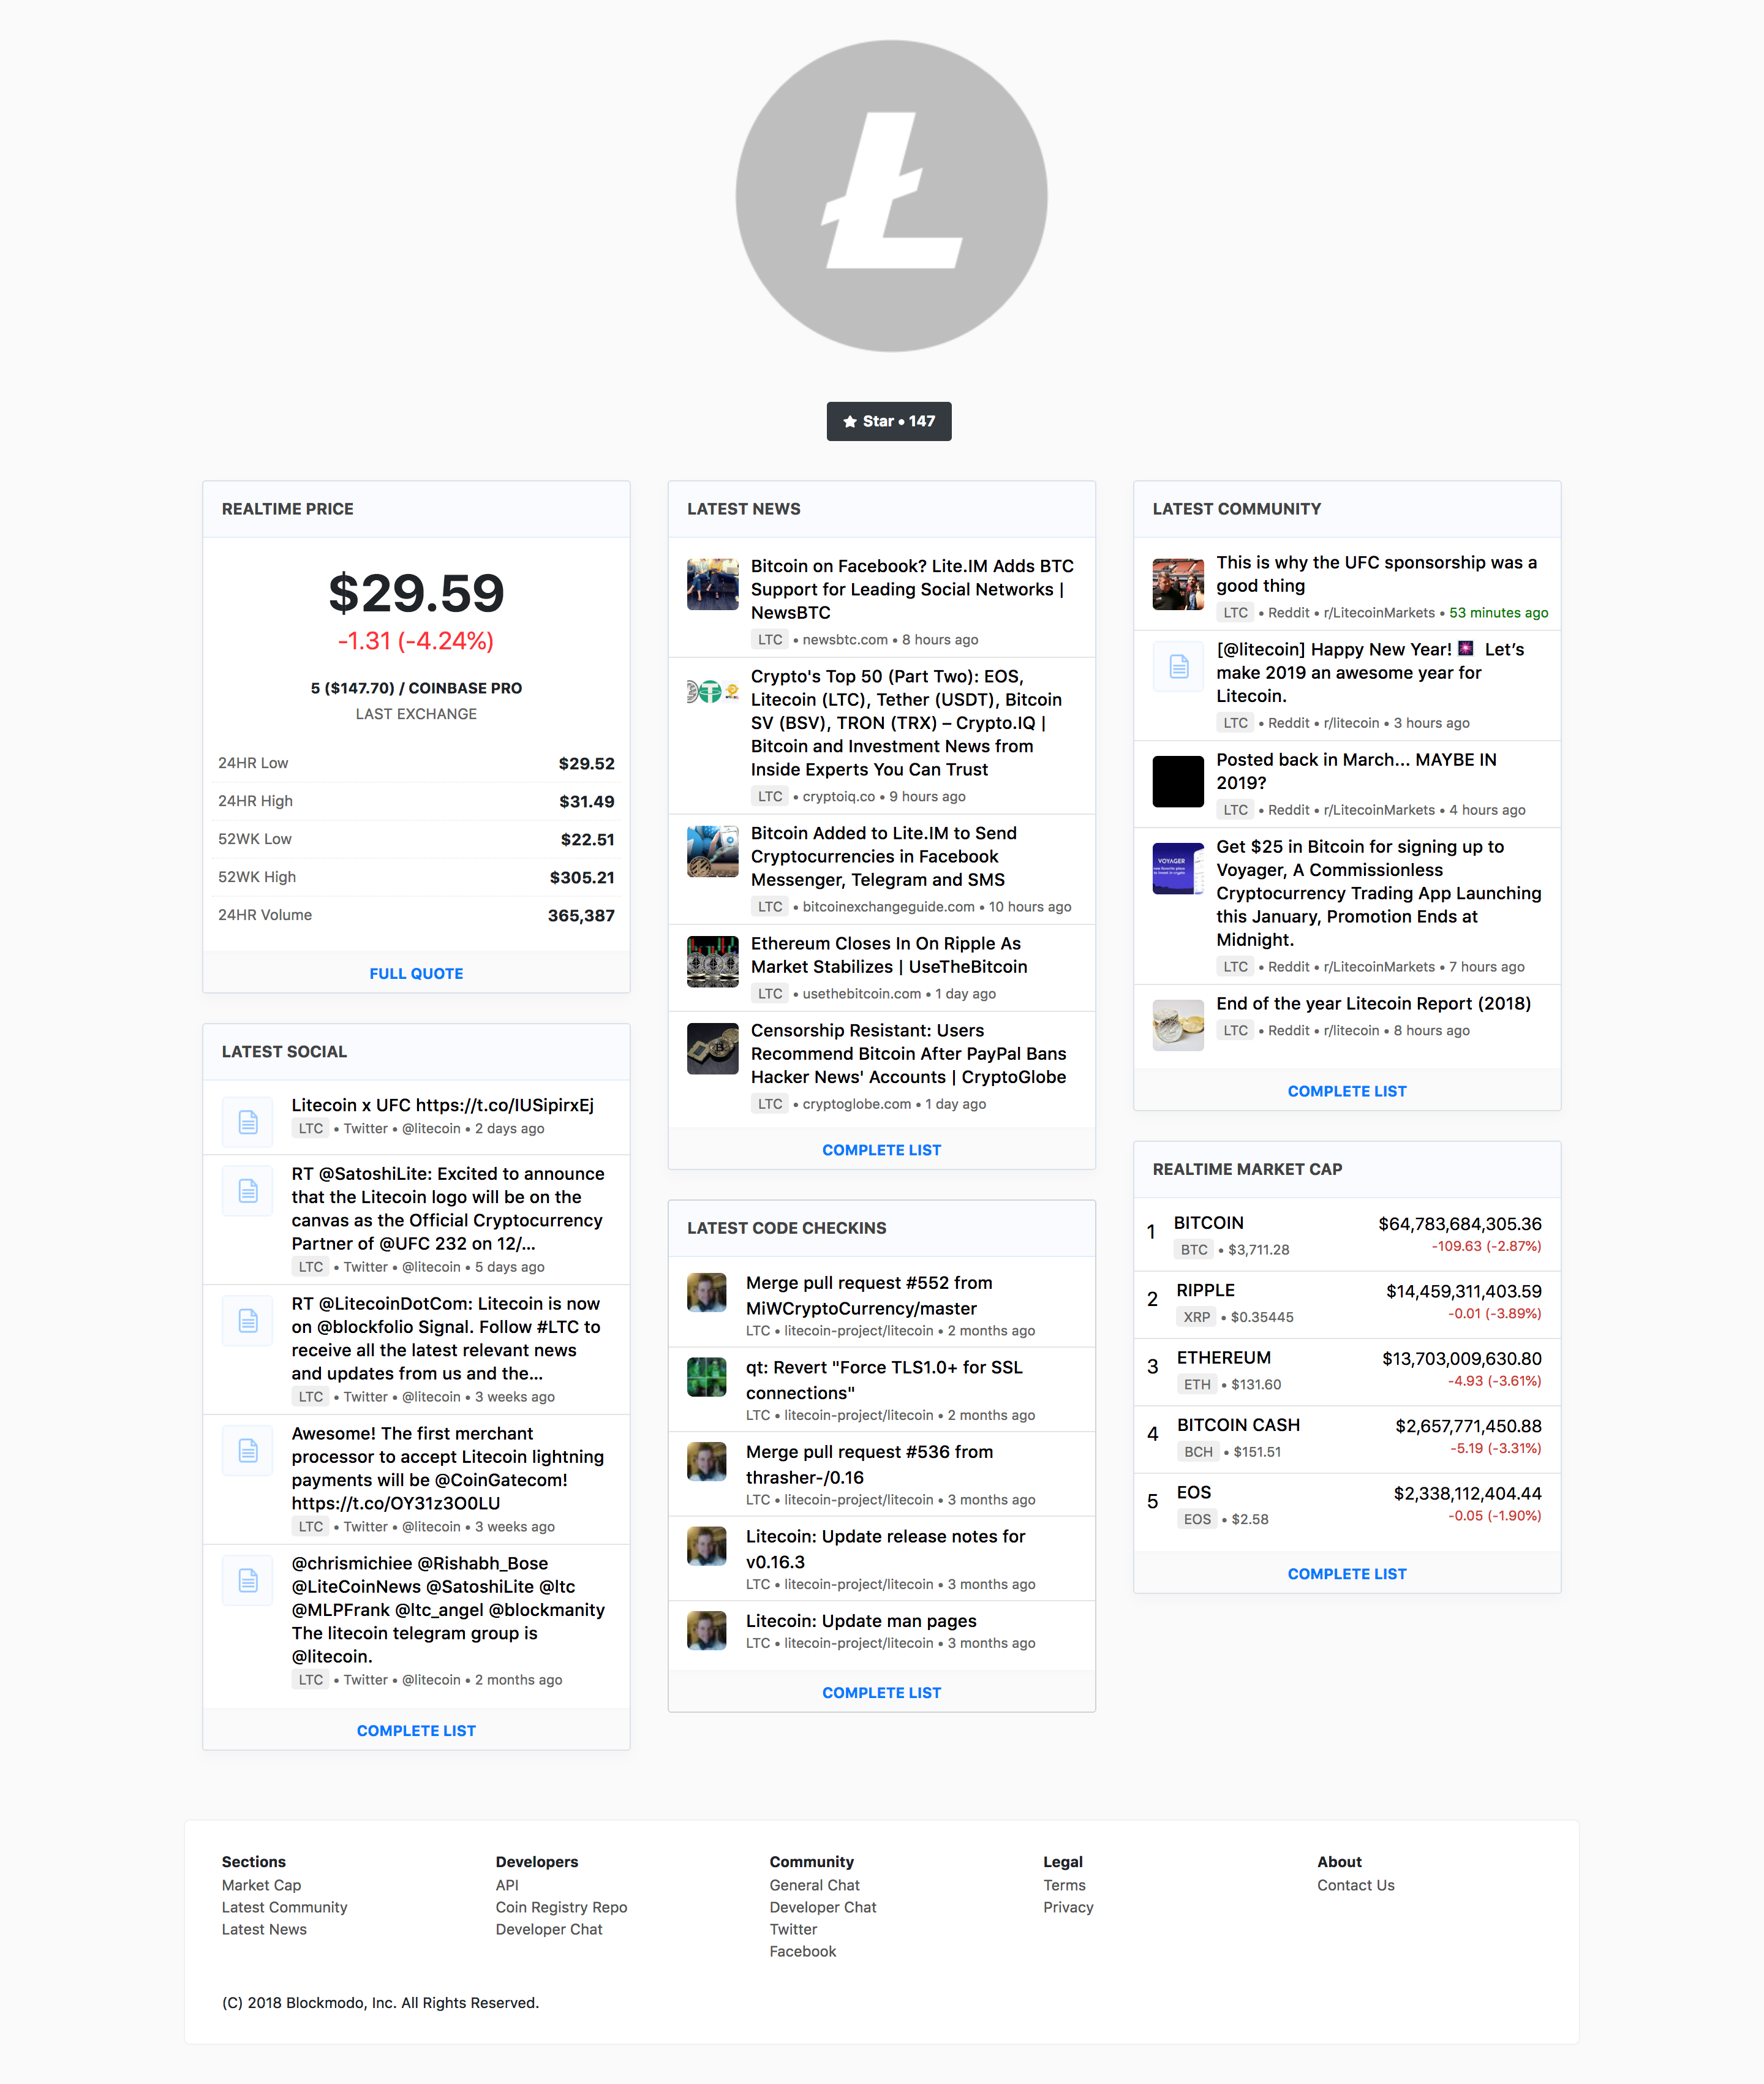 Star • 147
REALTIME PRICE
$29.59
-1.31 (-4.24%)
5 ($147.70) / COINBASE PRO
LAST EXCHANGE
24HR Low $29.52
24HR High $31.49
52WK Low $22.51
52WK High $305.21
24HR Volume 365,387
FULL QUOTE
LATEST SOCIAL
Litecoin x UFC https://t.co/IUSipirxEj
LTC • Twitter • @litecoin • 2 days ago
RT @SatoshiLite: Excited to announce
that the Litecoin logo will be on the
canvas as the Official Cryptocurrency
Partner of @UFC 232 on 12/...
LTC • Twitter • @litecoin • 5 days ago
RT @LitecoinDotCom: Litecoin is now
on @blockfolio Signal. Follow #LTC to
receive all the latest relevant news
and updates from us and the...
LTC • Twitter • @litecoin • 3 weeks ago
Awesome! The first merchant
processor to accept Litecoin lightning
payments will be @CoinGatecom!
https://t.co/OY31z3O0LU
LTC • Twitter • @litecoin • 3 weeks ago
@chrismichiee @Rishabh_Bose
@LiteCoinNews @SatoshiLite @ltc
@MLPFrank @ltc_angel @blockmanity
The litecoin telegram group is
@litecoin.
LTC • Twitter • @litecoin • 2 months ago
COMPLETE LIST
LATEST NEWS
Bitcoin on Facebook? Lite.IM Adds BTC
Support for Leading Social Networks |
NewsBTC
LTC • newsbtc.com • 8 hours ago
Crypto's Top 50 (Part Two): EOS,
Litecoin (LTC), Tether (USDT), Bitcoin
SV (BSV), TRON (TRX) – Crypto.IQ |
Bitcoin and Investment News from
Inside Experts You Can Trust
LTC • cryptoiq.co • 9 hours ago
Bitcoin Added to Lite.IM to Send
Cryptocurrencies in Facebook
Messenger, Telegram and SMS
LTC • bitcoinexchangeguide.com • 10 hours ago
Ethereum Closes In On Ripple As
Market Stabilizes | UseTheBitcoin
LTC • usethebitcoin.com • 1 day ago
Censorship Resistant: Users
Recommend Bitcoin After PayPal Bans
Hacker News' Accounts | CryptoGlobe
LTC • cryptoglobe.com • 1 day ago
COMPLETE LIST
LATEST CODE CHECKINS
Merge pull request #552 from
MiWCryptoCurrency/master
LTC • litecoin-project/litecoin • 2 months ago
qt: Revert "Force TLS1.0+ for SSL
connections"
LTC • litecoin-project/litecoin • 2 months ago
Merge pull request #536 from
thrasher-/0.16
LTC • litecoin-project/litecoin • 3 months ago
Litecoin: Update release notes for
v0.16.3
LTC • litecoin-project/litecoin • 3 months ago
Litecoin: Update man pages
LTC • litecoin-project/litecoin • 3 months ago
COMPLETE LIST
LATEST COMMUNITY
This is why the UFC sponsorship was a
good thing
LTC • Reddit • r/LitecoinMarkets • 53 minutes ago
[@litecoin] Happy New Year! 🎆 Let’s
make 2019 an awesome year for
Litecoin.
LTC • Reddit • r/litecoin • 3 hours ago
Posted back in March... MAYBE IN
2019?
LTC • Reddit • r/LitecoinMarkets • 4 hours ago
VOYAGER
Get $25 in Bitcoin for signing up to
Voyager, A Commissionless
Cryptocurrency Trading App Launching
this January, Promotion Ends at
Midnight.
LTC • Reddit • r/LitecoinMarkets • 7 hours ago
End of the year Litecoin Report (2018)
LTC • Reddit • r/litecoin • 8 hours ago
COMPLETE LIST
REALTIME MARKET CAP
1 BITCOIN $64,783,684,305.36
BTC • $3,711.28 -109.63 (-2.87%)
2 RIPPLE $14,459,311,403.59
XRP • $0.35445 -0.01 (-3.89%)
3 ETHEREUM $13,703,009,630.80
ETH • $131.60 -4.93 (-3.61%)
4 BITCOIN CASH $2,657,771,450.88
BCH • $151.51 -5.19 (-3.31%)
5 EOS $2,338,112,404.44
EOS • $2.58 -0.05 (-1.90%)
COMPLETE LIST
Sections
Market Cap
Latest Community
Latest News
Developers
API
Coin Registry Repo
Developer Chat
Community
General Chat
Developer Chat
Twitter
Facebook
Legal
Terms
Privacy
About
Contact Us
(C) 2018 Blockmodo, Inc. All Rights Reserved.